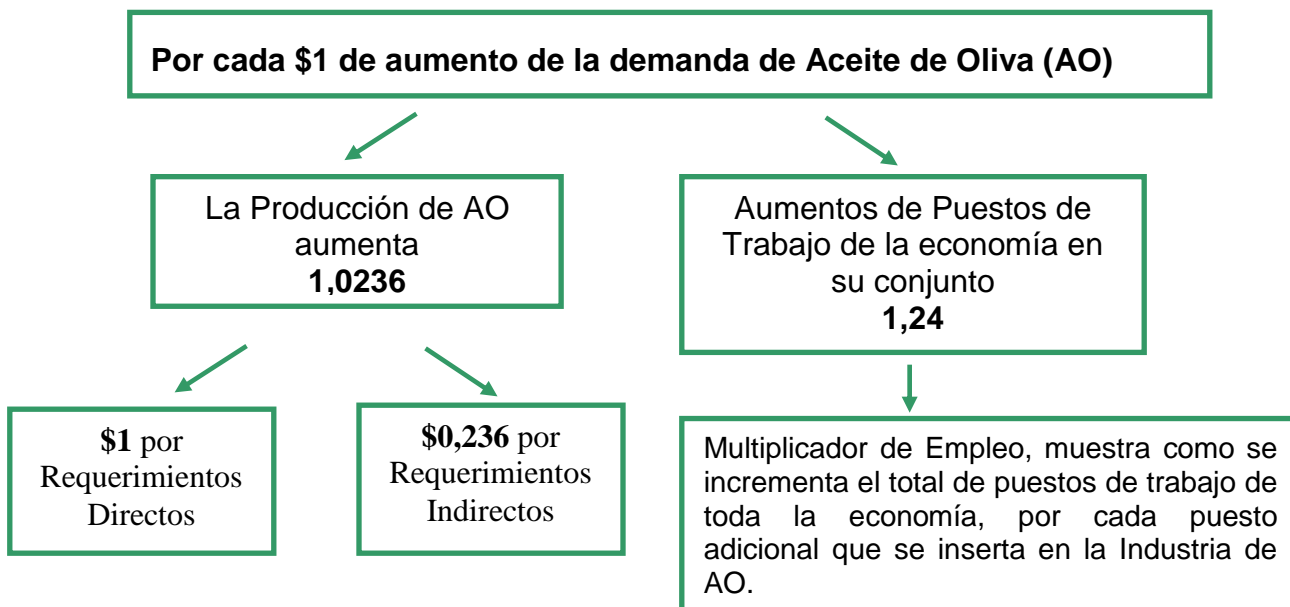 Por cada $1 de aumento de la demanda de Aceite de Oliva (AO)
La Producción de AO
aumenta
1,0236
Aumentos de Puestos de
Trabajo de la economía en
su conjunto
1,24
$1 por
Requerimientos
Directos
$0,236 por
Requerimientos
Indirectos
Multiplicador de Empleo, muestra como se
incrementa el total de puestos de trabajo de
toda la economía, por cada puesto
adicional que se inserta en la Industria de
AO.